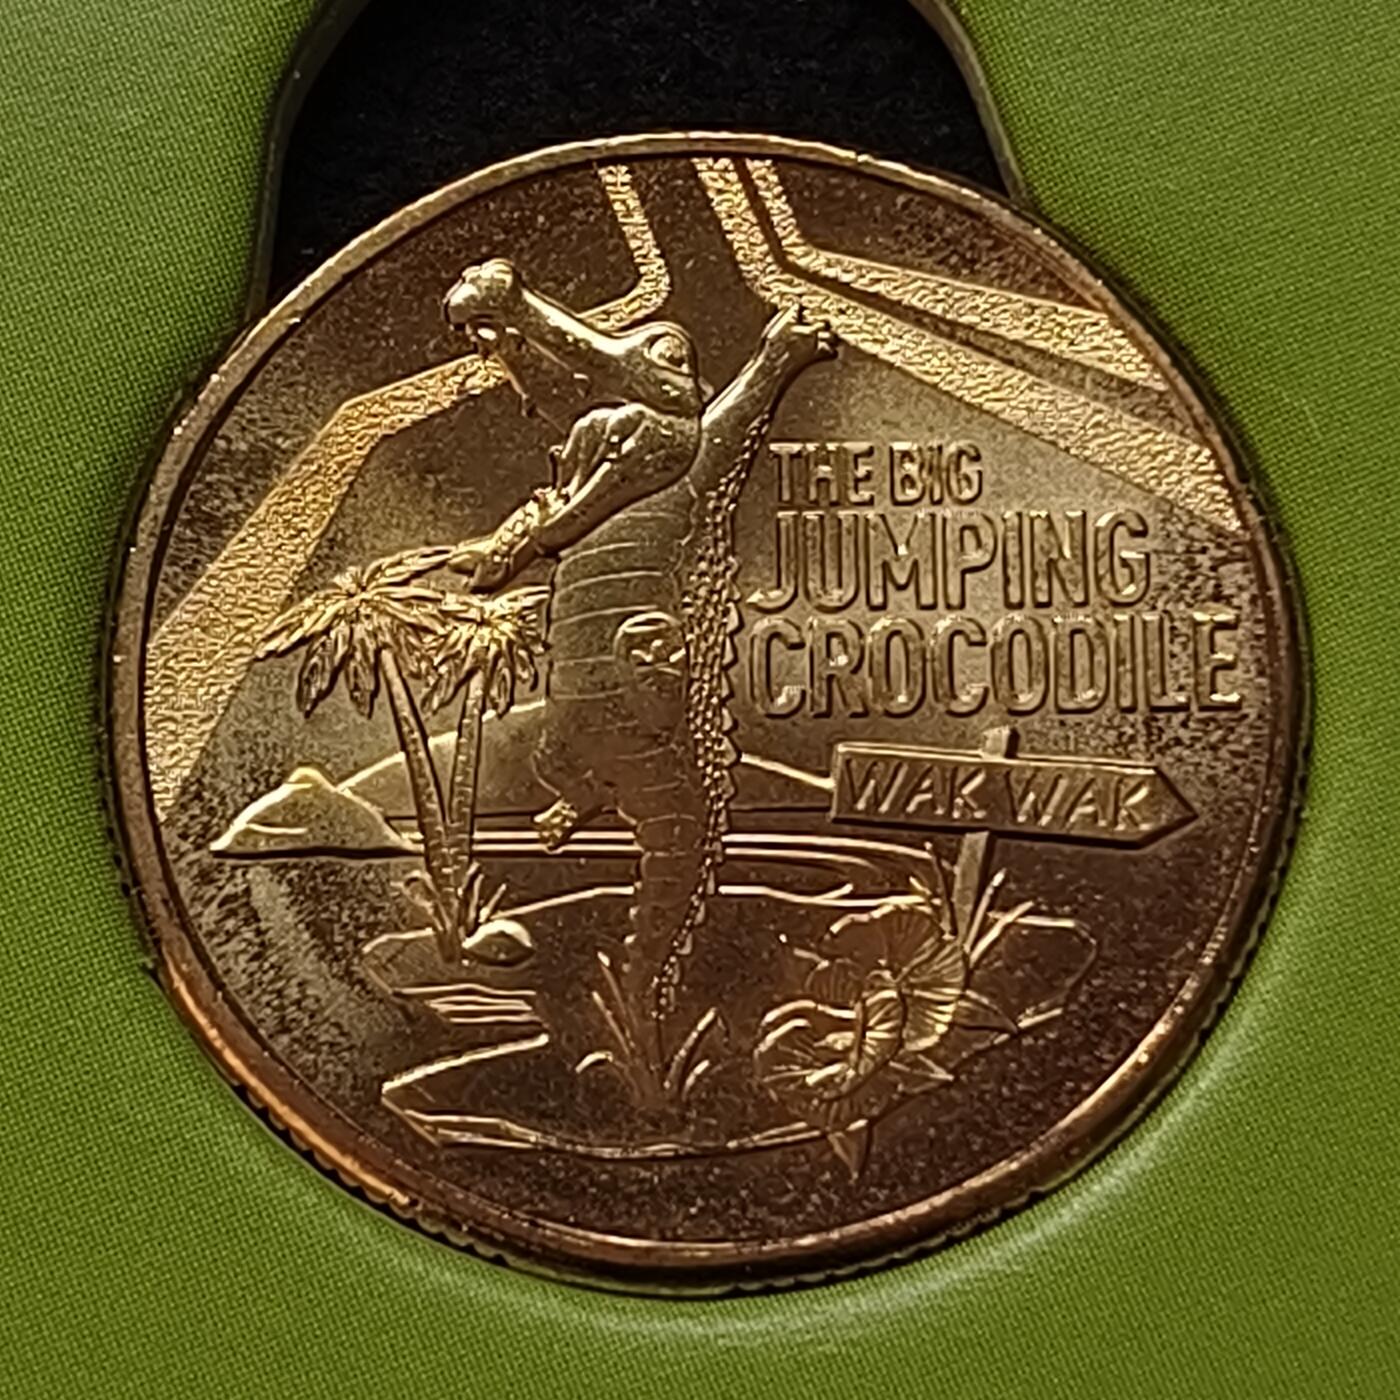 THE BIG
JUMPING
CROCODILE
WAK WAK